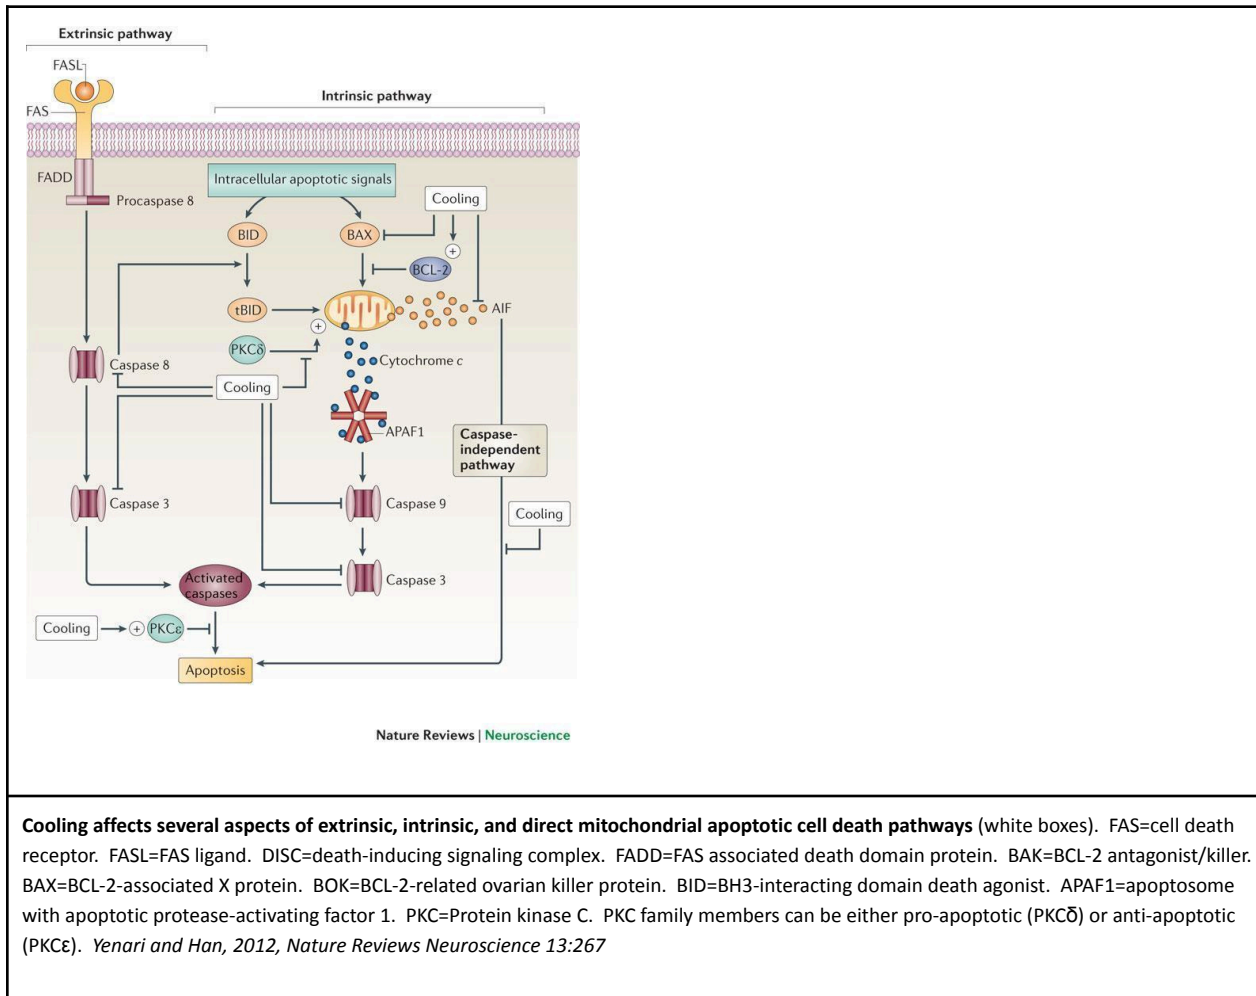 Extrinsic pathway
FASL
FAS
Intrinsic pathway
FADD
Procaspase 8
Intracellular apoptotic signals
Cooling
BID
BAX
+
BCL-2
tBID
AIF
+
PKCδ
Cytochrome c
Caspase 8
Cooling
APAF1
Caspase-
independent
pathway
Caspase 3
Caspase 9
Cooling
Activated
caspases
Caspase 3
Cooling
+
PKCε
Apoptosis
Nature Reviews | Neuroscience
Cooling affects several aspects of extrinsic, intrinsic, and direct mitochondrial apoptotic cell death pathways (white boxes). FAS=cell death
receptor. FASL=FAS ligand. DISC=death-inducing signaling complex. FADD=FAS associated death domain protein. BAK=BCL-2 antagonist/killer.
BAX=BCL-2-associated X protein. BOK=BCL-2-related ovarian killer protein. BID=BH3-interacting domain death agonist. APAF1=apoptosome
with apoptotic protease-activating factor 1. PKC=Protein kinase C. PKC family members can be either pro-apoptotic (PKCδ) or anti-apoptotic
(PKCε). Yenari and Han, 2012, Nature Reviews Neuroscience 13:267